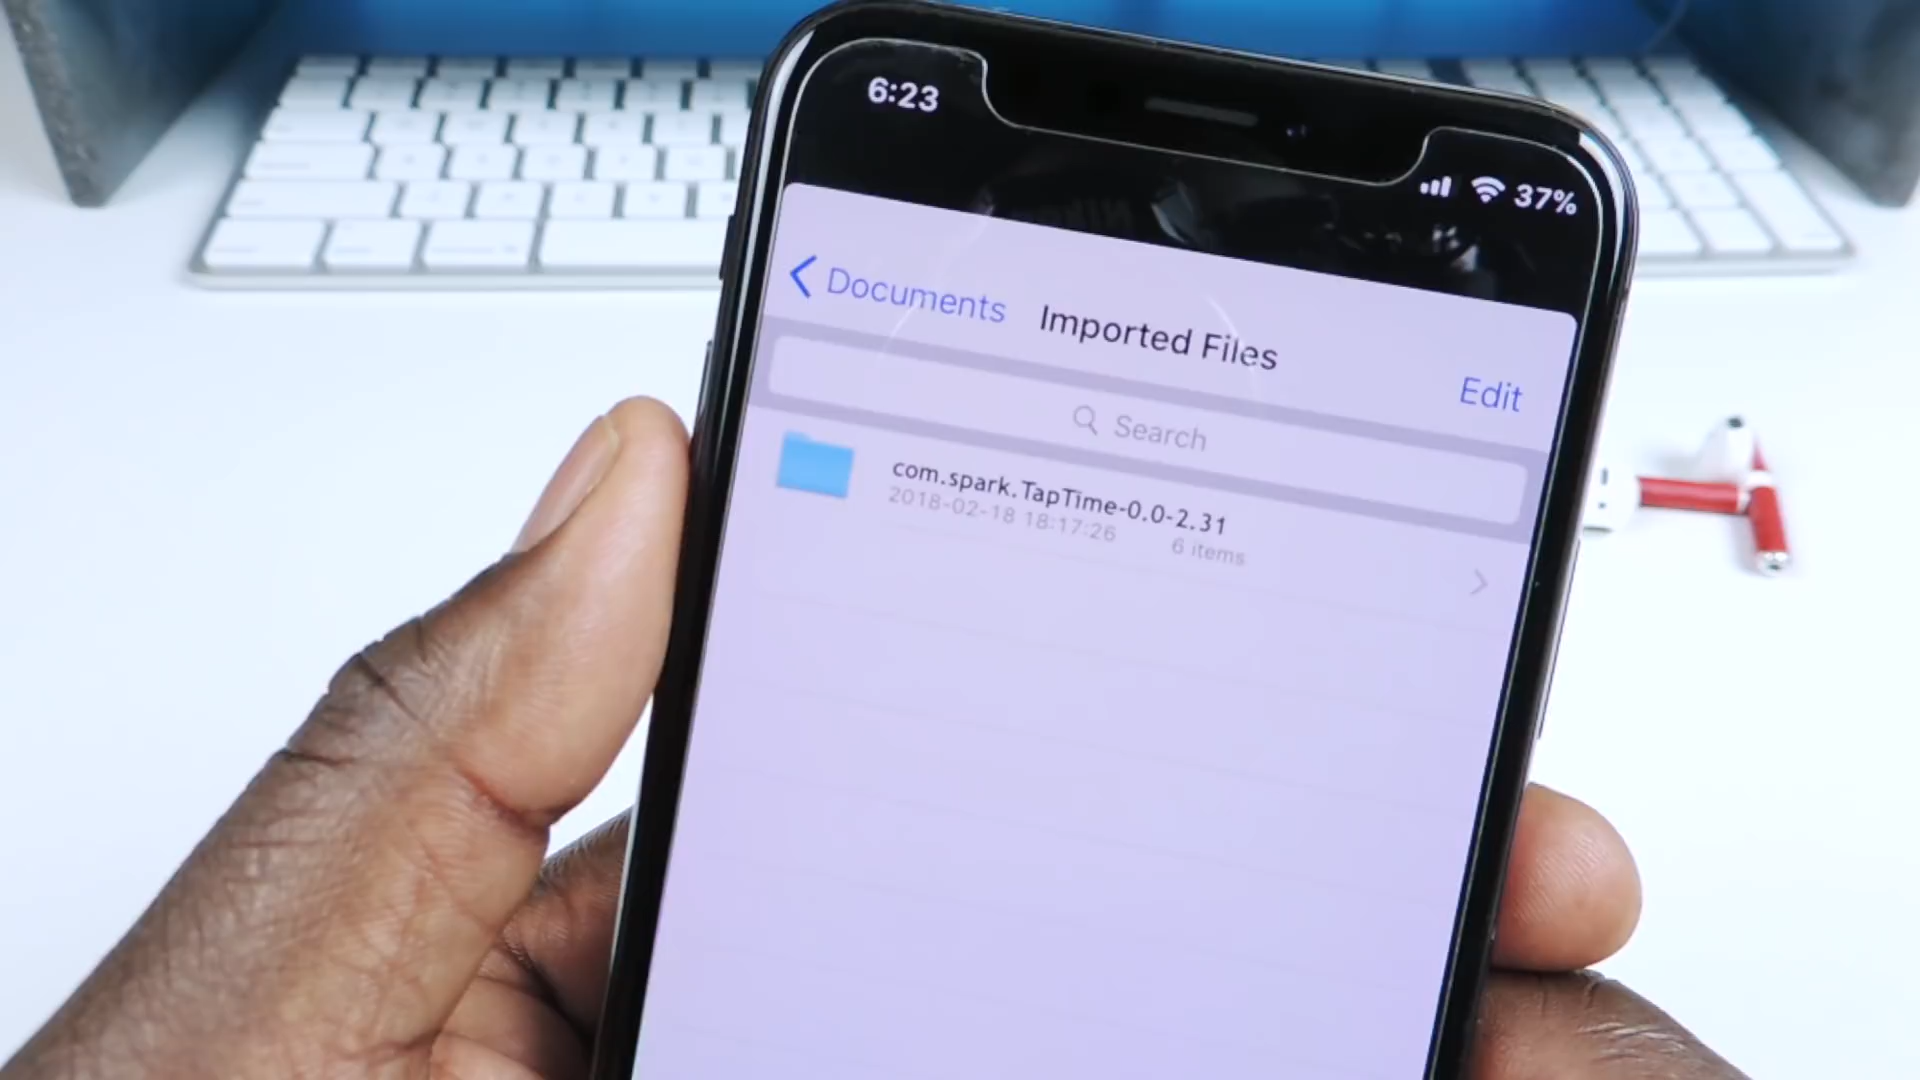 6:23
37%
Documents
Imported Files
Edit
Search
com.spark.TapTime-0.0-2.31
2018-02-18 18:17:26 6 items